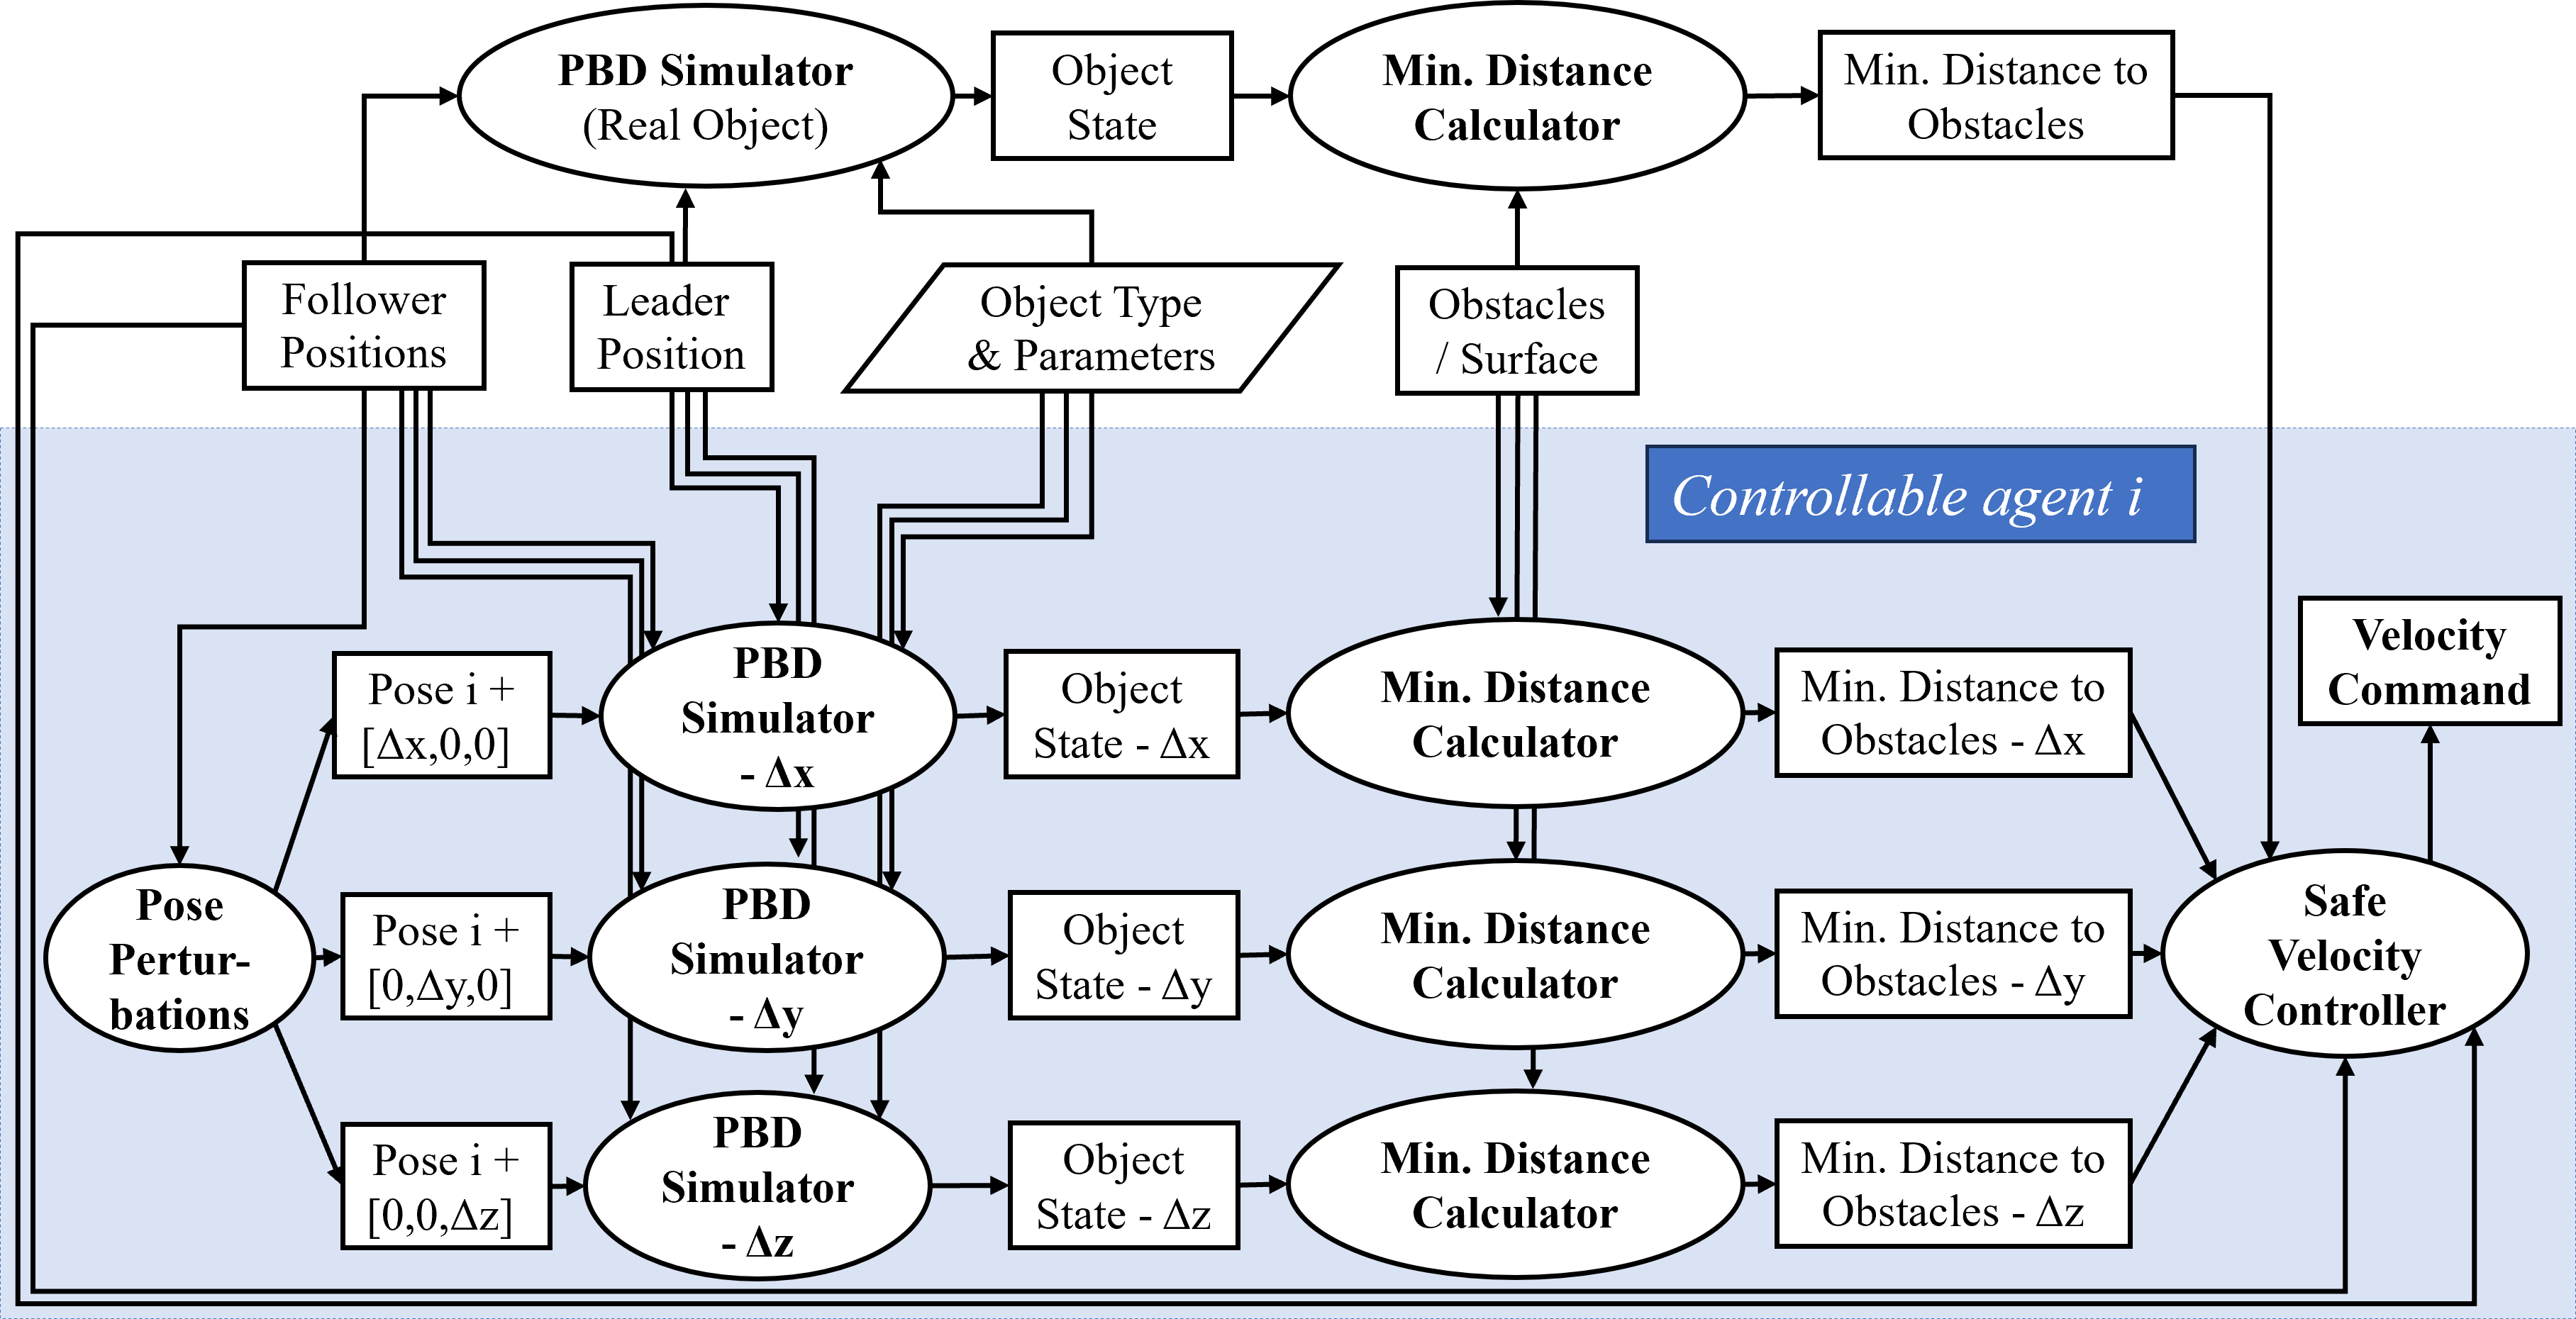 PBD Simulator
(Real Object)
Object
State
Min. Distance
Calculator
Min. Distance to
Obstacles
Follower
Positions
Leader
Position
Object Type
& Parameters
Obstacles
/ Surface
Controllable agent i
Pose i +
[Δx,0,0]
PBD
Simulator
- Δx
Object
State - Δx
Min. Distance
Calculator
Min. Distance to
Obstacles - Δx
Velocity
Command
Pose
Pertur-
bations
Pose i +
[0,Δy,0]
PBD
Simulator
- Δy
Object
State - Δy
Min. Distance
Calculator
Min. Distance to
Obstacles - Δy
Safe
Velocity
Controller
Pose i +
[0,0,Δz]
PBD
Simulator
- Δz
Object
State - Δz
Min. Distance
Calculator
Min. Distance to
Obstacles - Δz